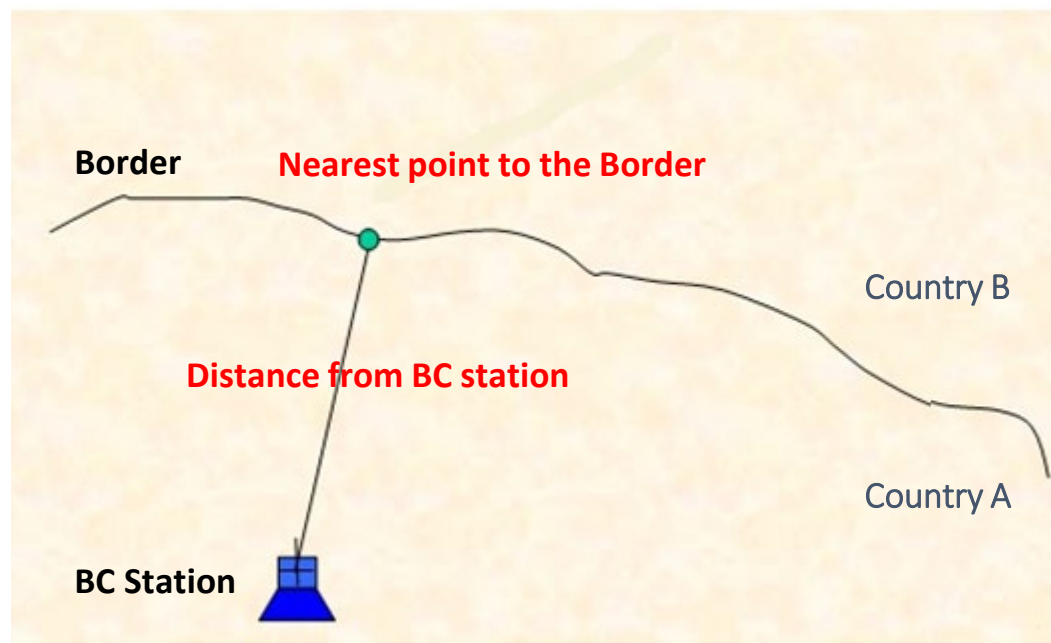 Border
Nearest point to the Border
Country B
Distance from BC station
Country A
BC Station